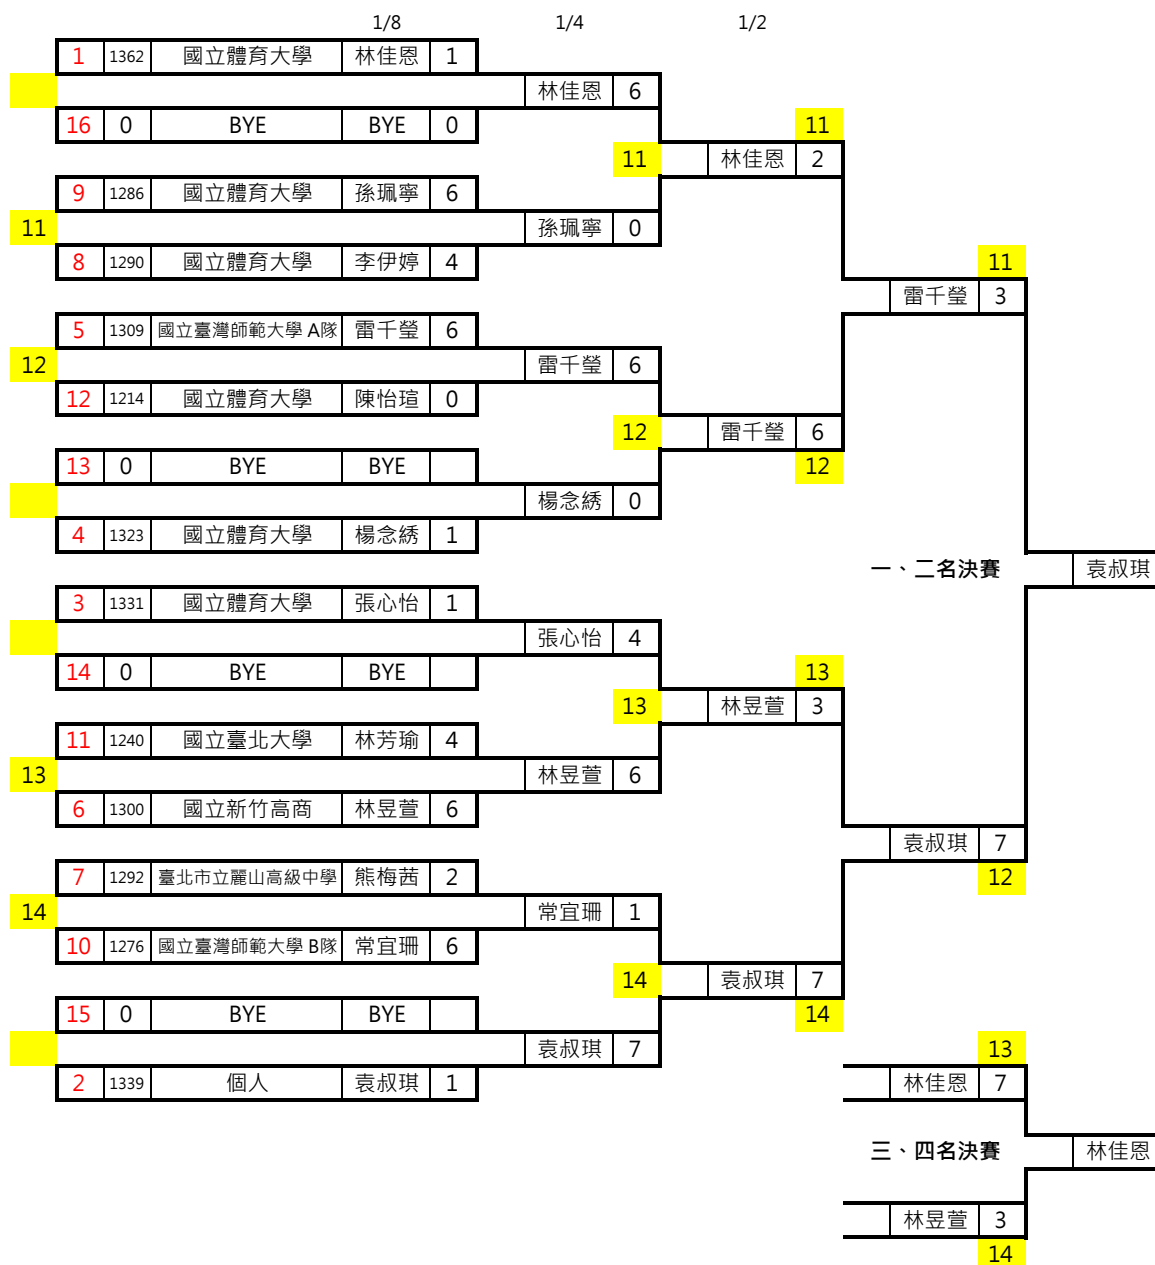 1/8 1/4 1/2
1 1362 國立體育大學 林佳恩 1
林佳恩 6
16 0 BYE BYE 0 11
11 林佳恩 2
9 1286 國立體育大學 孫珮寧 6
11 孫珮寧 0
8 1290 國立體育大學 李伊婷 4 11
雷千瑩 3
5 1309 國立臺灣師範大學 A隊 雷千瑩 6
12 雷千瑩 6
12 1214 國立體育大學 陳怡瑄 0
12 雷千瑩 6
13 0 BYE BYE 12
楊念綉 0
4 1323 國立體育大學 楊念綉 1
一、二名決賽 袁叔琪
3 1331 國立體育大學 張心怡 1
張心怡 4
14 0 BYE BYE 13
13 林昱萱 3
11 1240 國立臺北大學 林芳瑜 4
13 林昱萱 6
6 1300 國立新竹高商 林昱萱 6
袁叔琪 7
7 1292 臺北市立麗山高級中學 熊梅茜 2 12
14 常宜珊 1
10 1276 國立臺灣師範大學 B隊 常宜珊 6
14 袁叔琪 7
15 0 BYE BYE 14
袁叔琪 7 13
2 1339 個人 袁叔琪 1 林佳恩 7
三、四名決賽 林佳恩
林昱萱 3
14